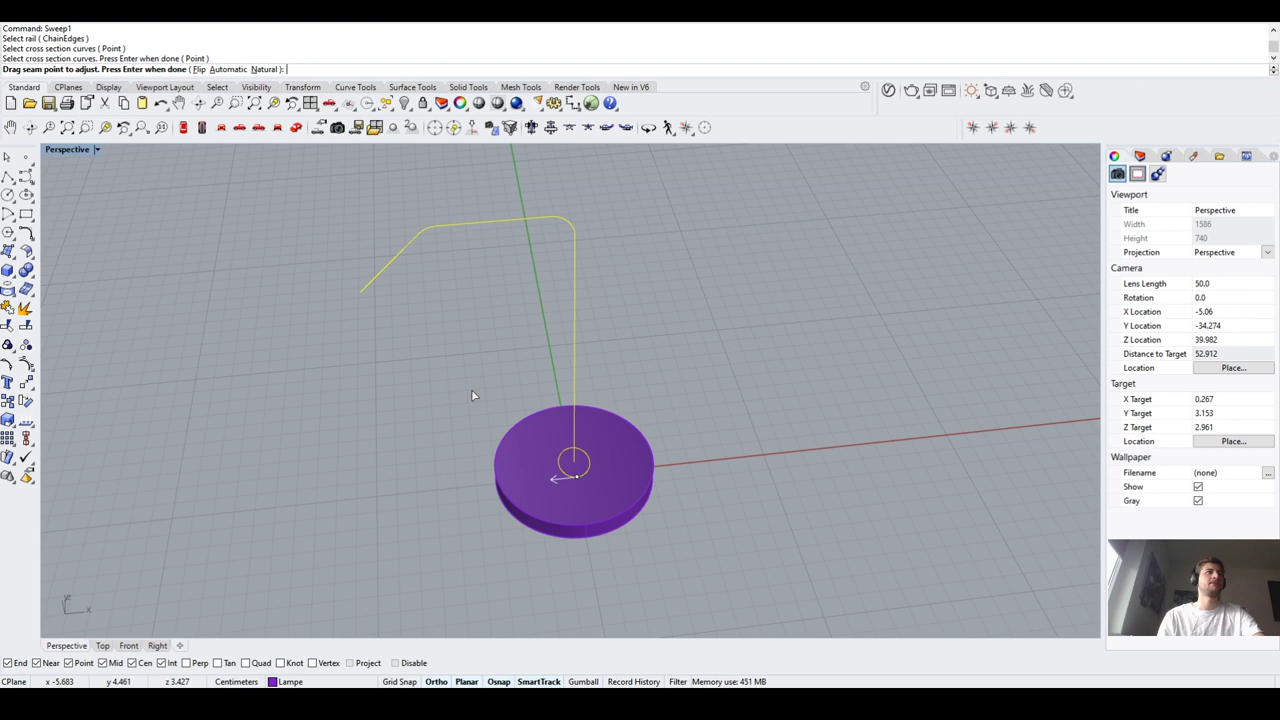 Command: Sweep1
Select rail ( ChainEdges )
Select cross section curves ( Point )
Select cross section curves. Press Enter when done ( Point )
Drag seam point to adjust. Press Enter when done ( Flip Automatic Natural ):
Standard CPlanes Display Viewport Layout Select Visibility Transform Curve Tools Surface Tools Solid Tools Mesh Tools Render Tools New in V6
Perspective
Viewport
Title Perspective
Width 1586
Height 740
Projection Perspective
Camera
Lens Length 50.0
Rotation 0.0
X Location -5.06
Y Location -34.274
Z Location 39.982
Distance to Target 52.912
Location Place...
Target
X Target 0.267
Y Target 3.153
Z Target 2.961
Location Place...
Wallpaper
Filename (none) ...
Show
Gray
x
Perspective Top Front Right
End Near Point Mid Cen Int Perp Tan Quad Knot Vertex Project Disable
CPlane x -5.683 y 4.461 z 3.427 Centimeters Lampe Grid Snap Ortho Planar Osnap SmartTrack Gumball Record History Filter Memory use: 451 MB